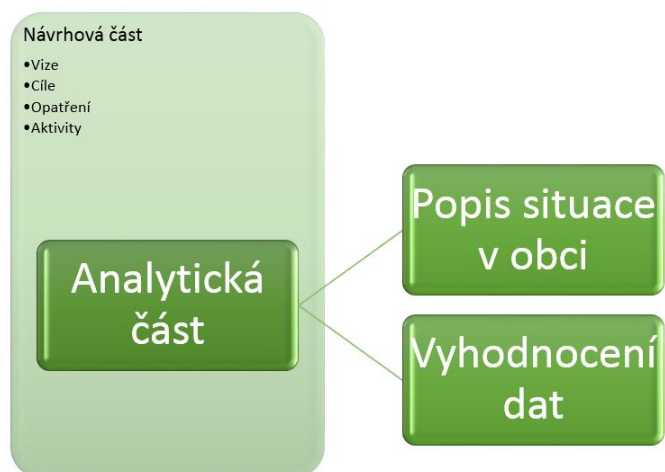 Návrhová část
•Vize
•Cíle
•Opatření
•Aktivity
Analytická
část
Popis situace
v obci
Vyhodnocení
dat